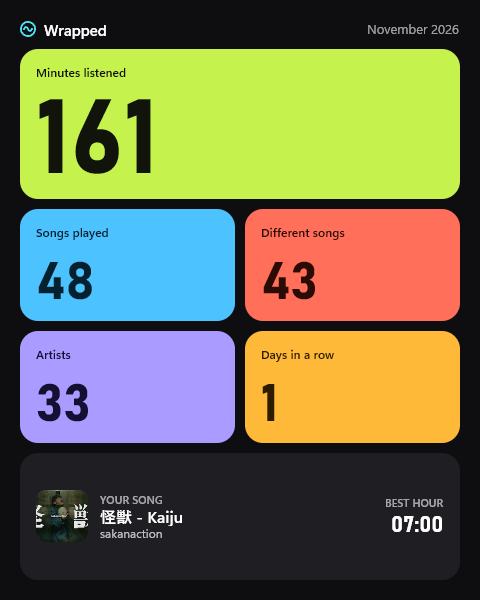 Wrapped
November 2026
Minutes listened
161
Songs played
48
Different songs
43
Artists
33
Days in a row
1
YOUR SONG
怪獣 - Kaiju
sakanaction
BEST HOUR
07:00